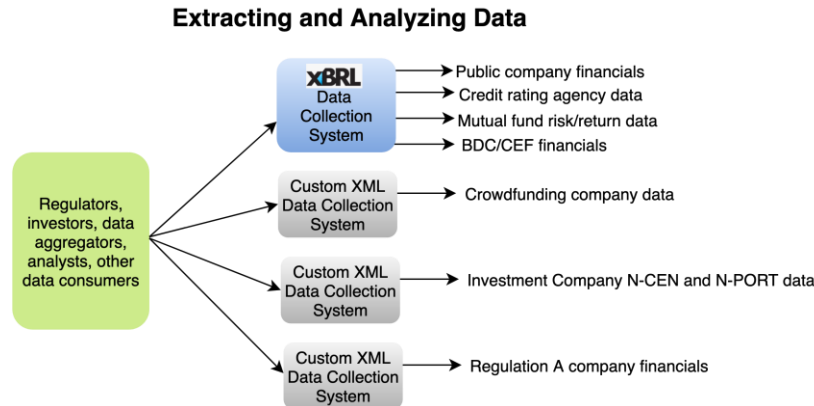 Extracting and Analyzing Data
XBRL
Data
Collection
System
Public company financials
Credit rating agency data
Mutual fund risk/return data
BDC/CEF financials
Regulators,
investors, data
aggregators,
analysts, other
data consumers
Custom XML
Data Collection
System
Crowdfunding company data
Custom XML
Data Collection
System
Investment Company N-CEN and N-PORT data
Custom XML
Data Collection
System
Regulation A company financials